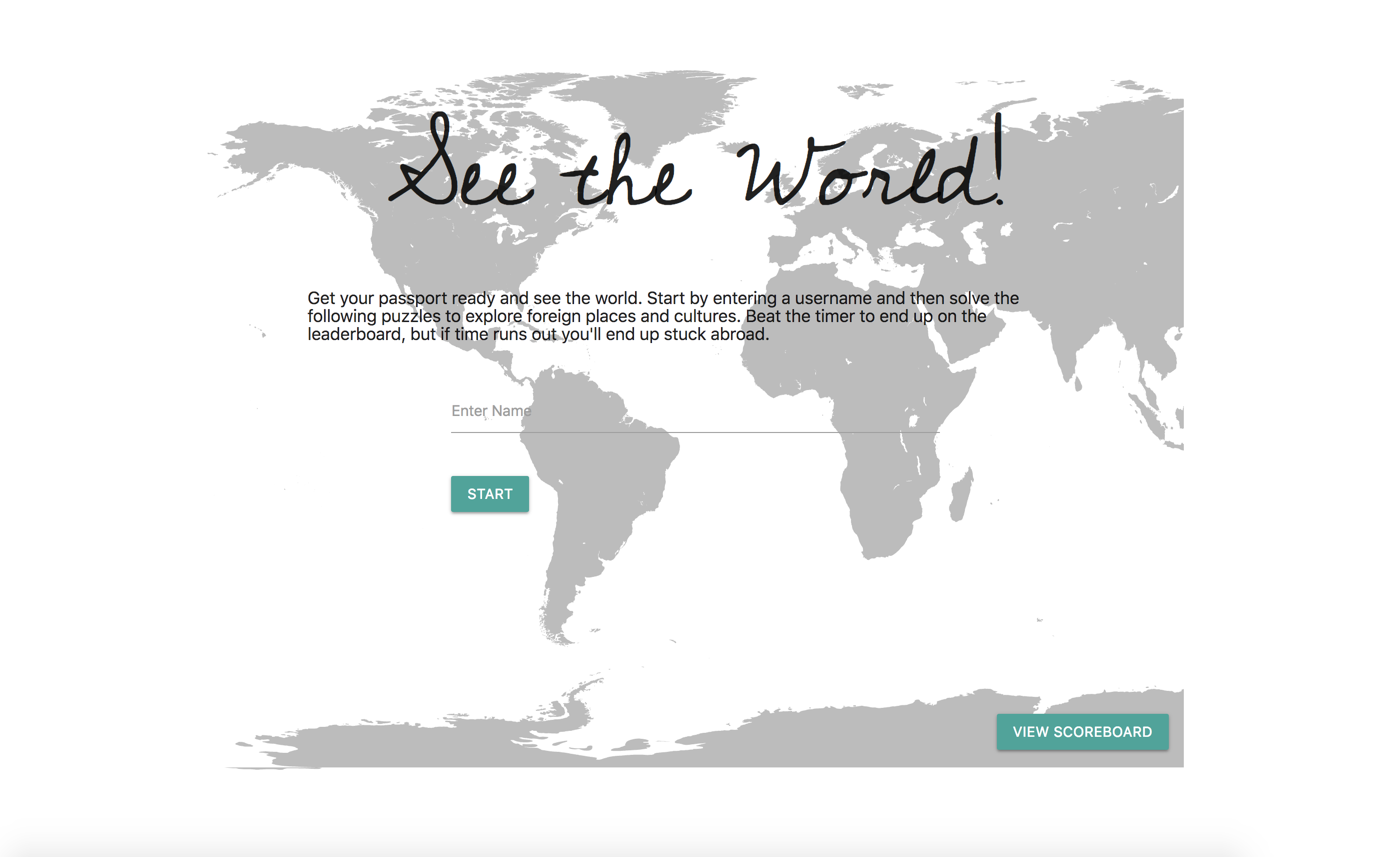 See the World!
Get your passport ready and see the world. Start by entering a username and then solve the
following puzzles to explore foreign places and cultures. Beat the timer to end up on the
leaderboard, but if time runs out you'll end up stuck abroad.
Enter Name
START
VIEW SCOREBOARD